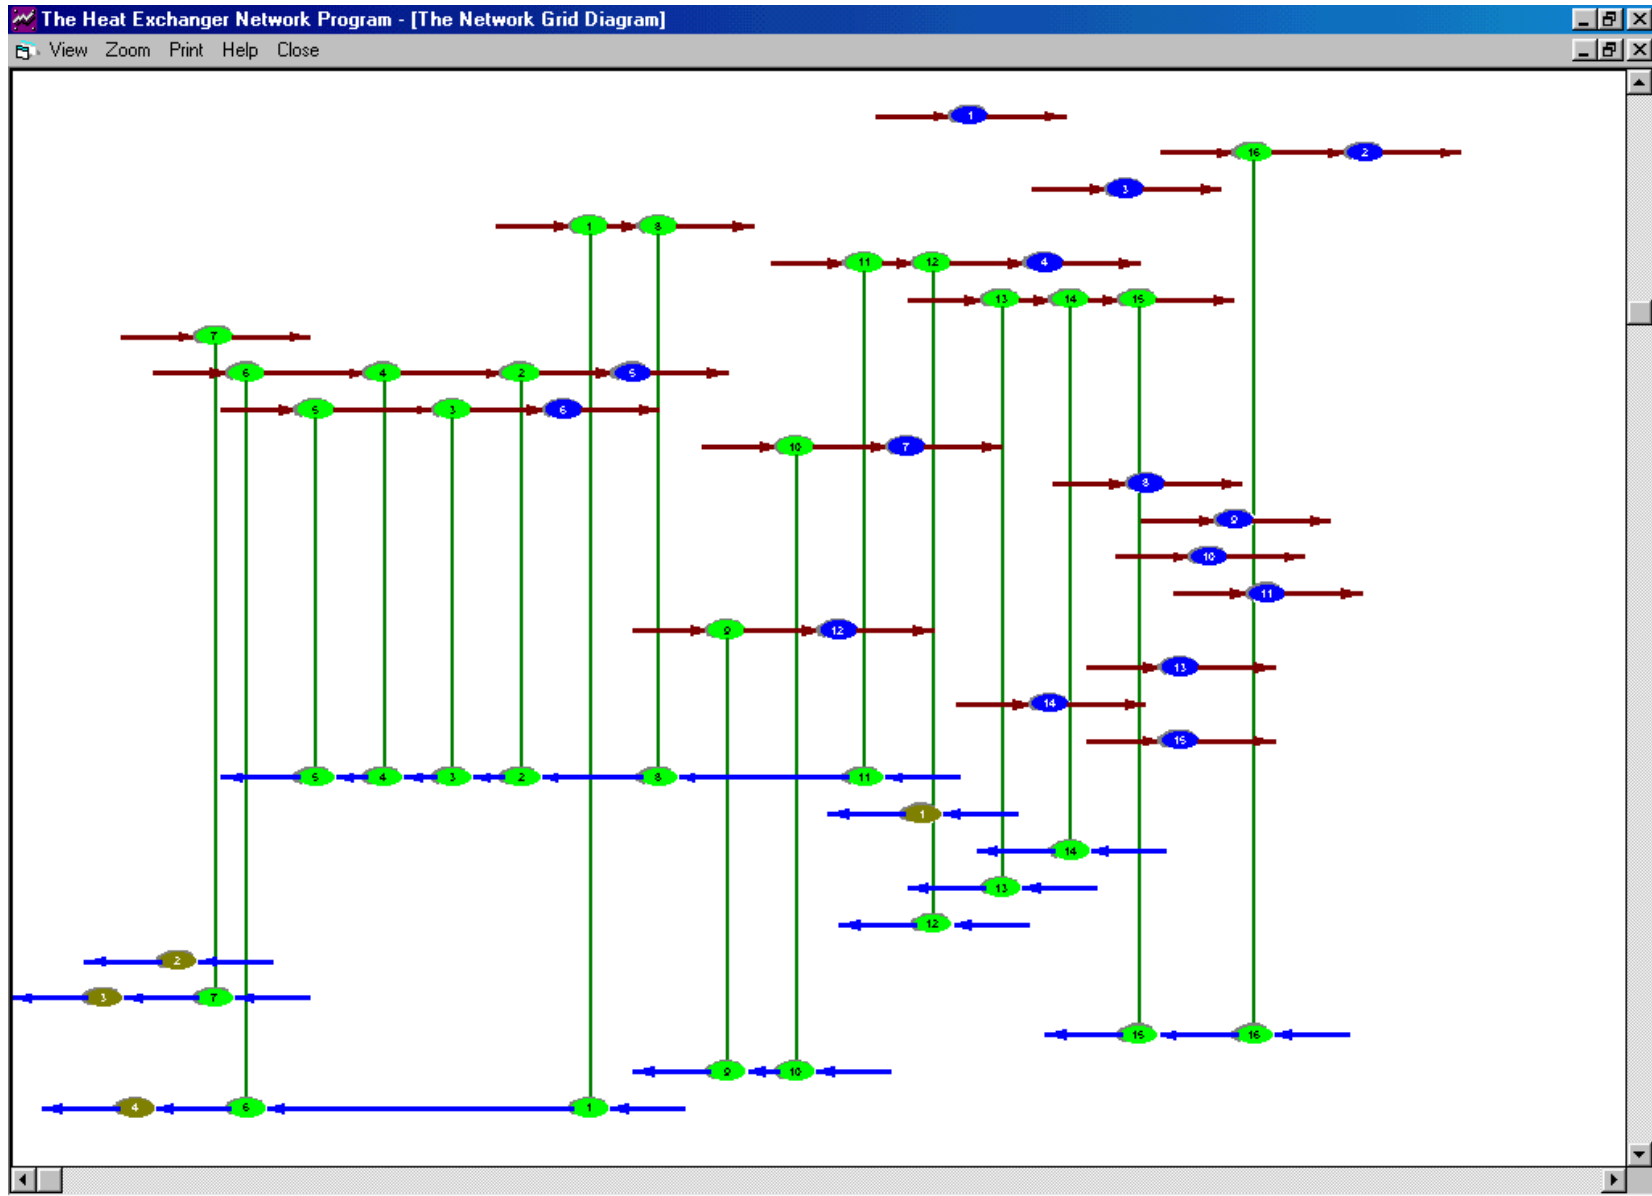 The Heat Exchanger Network Program - [The Network Grid Diagram]
View Zoom Print Help Close
1
16 2
3
1 8
11 12 4
13 14 15
7
6 4 2 5
5 3 6
10 7
8
9
10
11
9 12
13
14
15
5 4 3 2 8 11
1
14
13
12
2
3 7
15 16
9 10
4 6 1